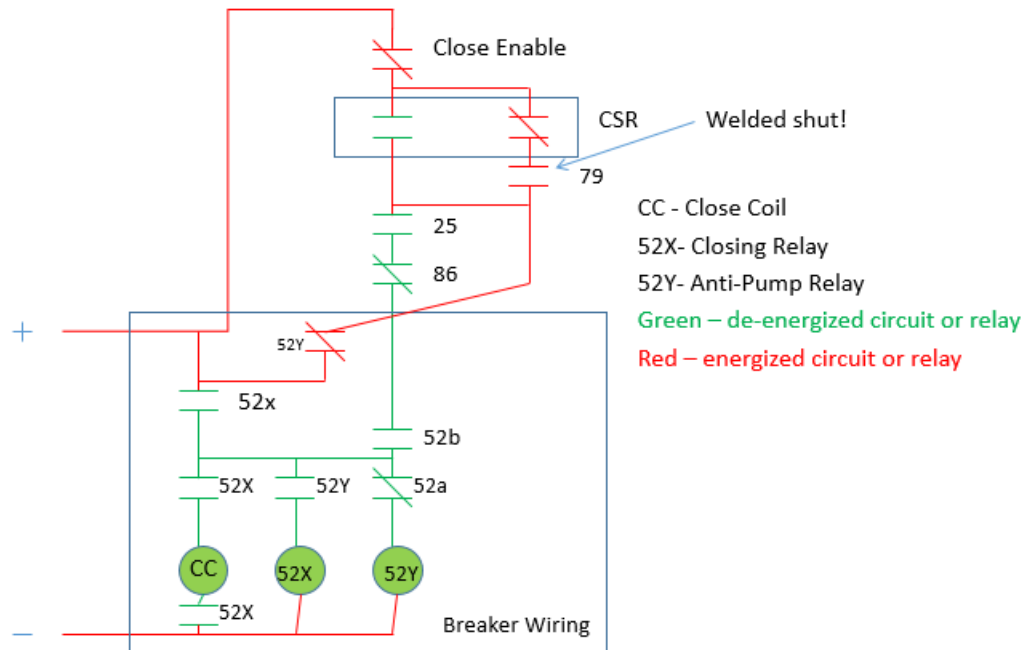 Close Enable
CSR
Welded shut!
79
25
86
CC - Close Coil
52X- Closing Relay
52Y- Anti-Pump Relay
Green – de-energized circuit or relay
Red – energized circuit or relay
+
52Y
52x
52b
52X
52Y
52a
CC
52X
52Y
52X
Breaker Wiring
−